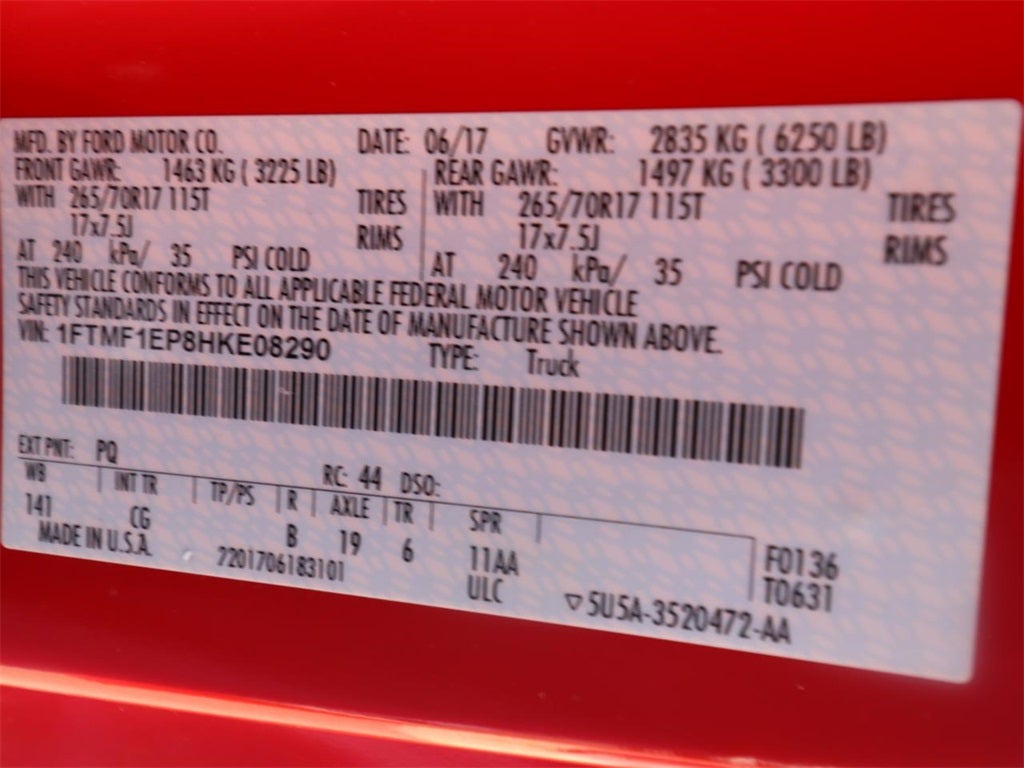 MFD. BY FORD MOTOR CO. DATE: 06/17 GVWR: 2835 KG ( 6250 LB)
FRONT GAWR: 1463 KG ( 3225 LB) REAR GAWR: 1497 KG ( 3300 LB)
WITH 265/70R17 115T TIRES WITH 265/70R17 115T TIRES
17x7.5J RIMS 17x7.5J RIMS
AT 240 kPa/ 35 PSI COLD AT 240 kPa/ 35 PSI COLD
THIS VEHICLE CONFORMS TO ALL APPLICABLE FEDERAL MOTOR VEHICLE
SAFETY STANDARDS IN EFFECT ON THE DATE OF MANUFACTURE SHOWN ABOVE.
VIN: 1FTMF1EP8HKE08290 TYPE: Truck
EXT PNT: PQ RC: 44 DSO:
WB INT TR TP/PS R AXLE TR SPR
141 CG B 19 6 11AA F0136
MADE IN U.S.A. 7201706183101 ULC T0631
▽5U5A-3520472-AA